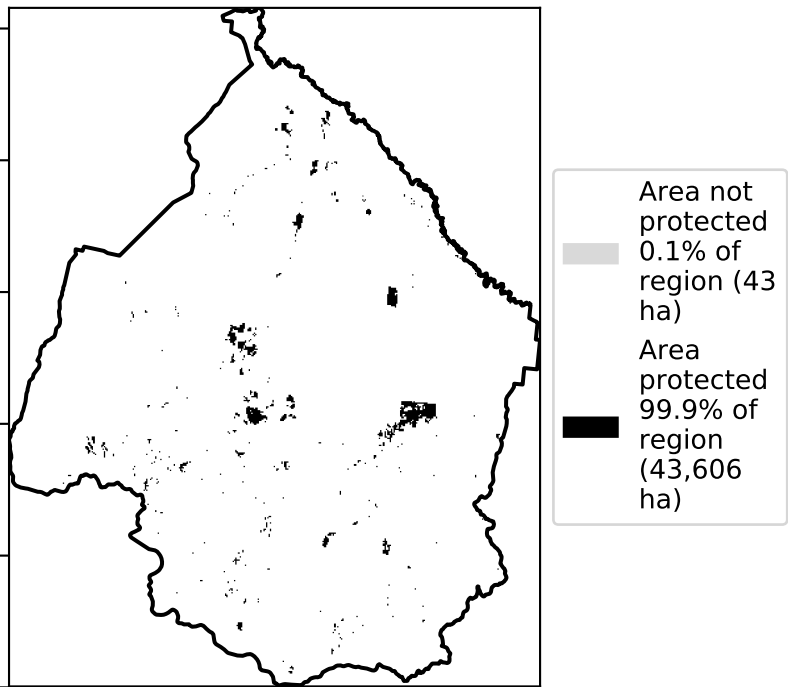 Area not
protected
0.1% of
region (43
ha)
Area
protected
99.9% of
region
(43,606
ha)